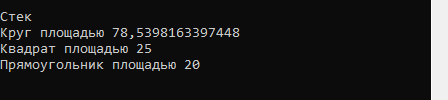 Стек
Круг площадью 78,5398163397448
Квадрат площадью 25
Прямоугольник площадью 20